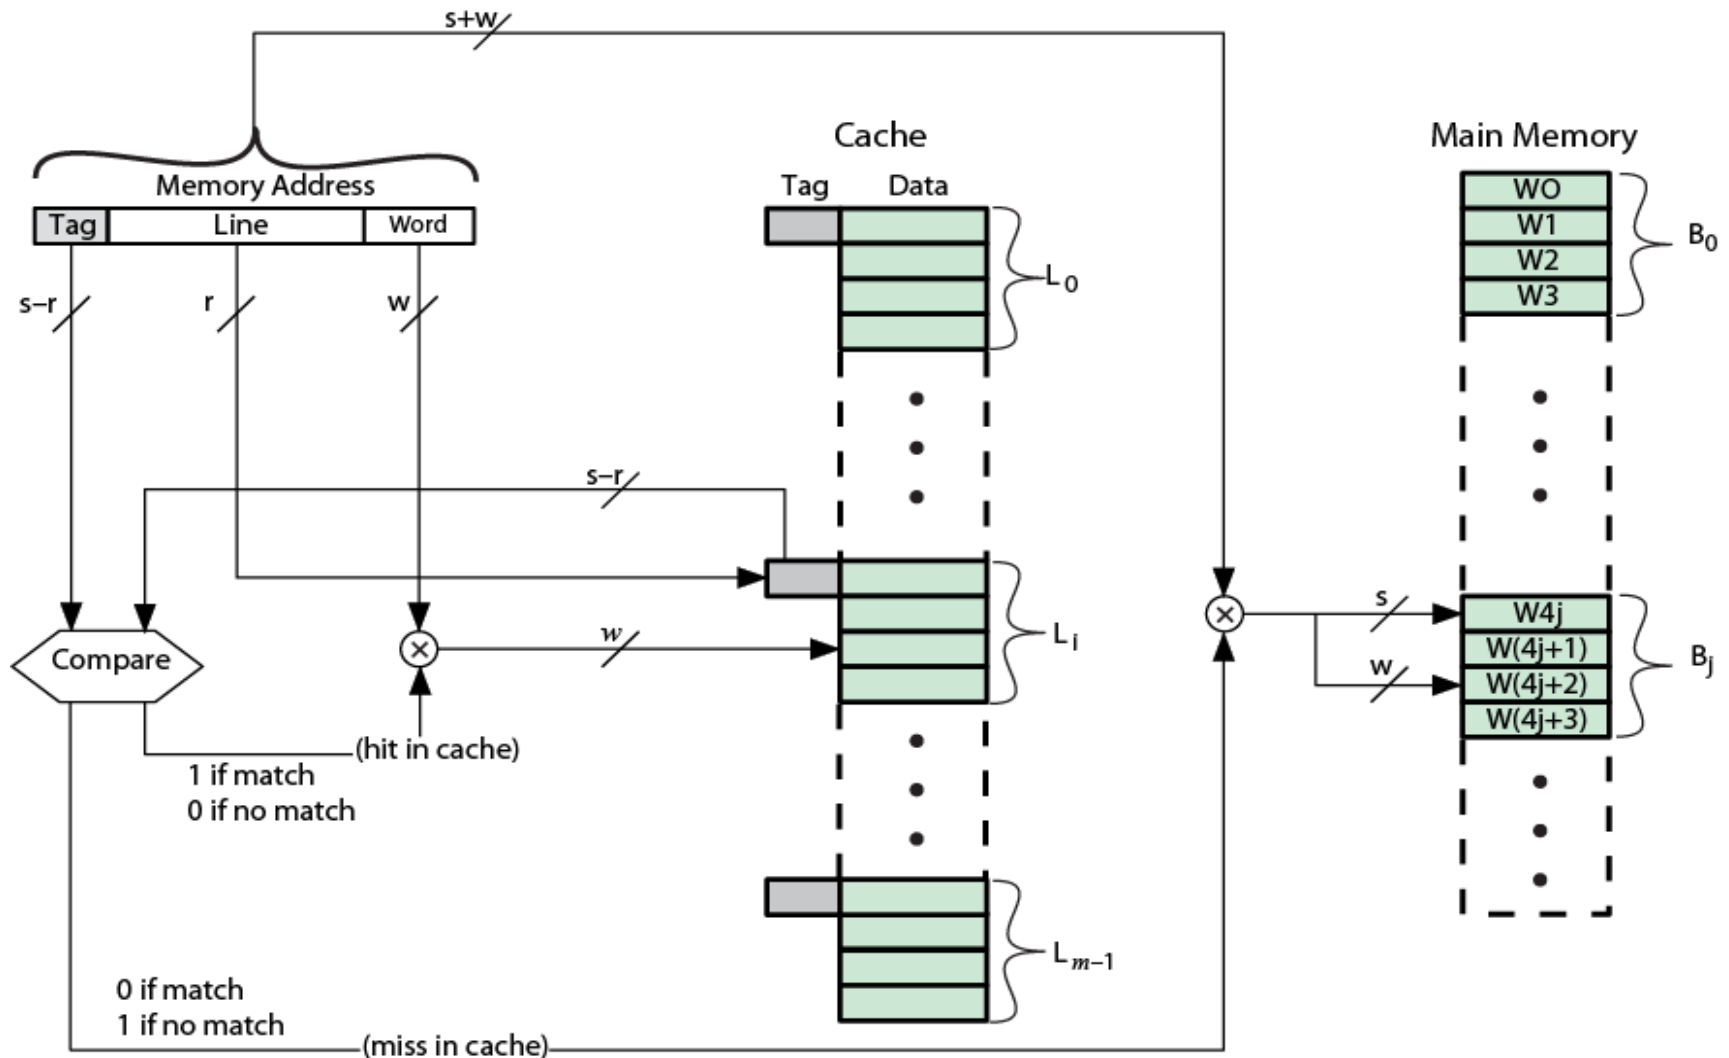 s+w
Cache
Main Memory
Memory Address
Tag Data
Tag Line Word
WO
W1
W2
W3
B0
L0
s–r
r
w
s–r
Compare
w
Li
s
w
W4j
W(4j+1)
W(4j+2)
W(4j+3)
Bj
(hit in cache)
1 if match
0 if no match
Lm–1
0 if match
1 if no match
(miss in cache)